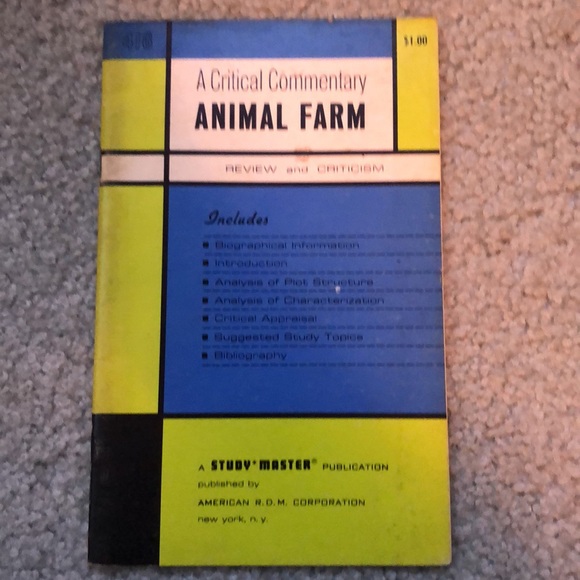 $1.00
A Critical Commentary
ANIMAL FARM
REVIEW and CRITICISM
Includes
Biographical Information
Introduction
Analysis of Plot Structure
Analysis of Characterization
Critical Appraisal
Suggested Study Topics
Bibliography
A STUDY*MASTER® PUBLICATION
published by
AMERICAN R.D.M. CORPORATION
new york, n.y.